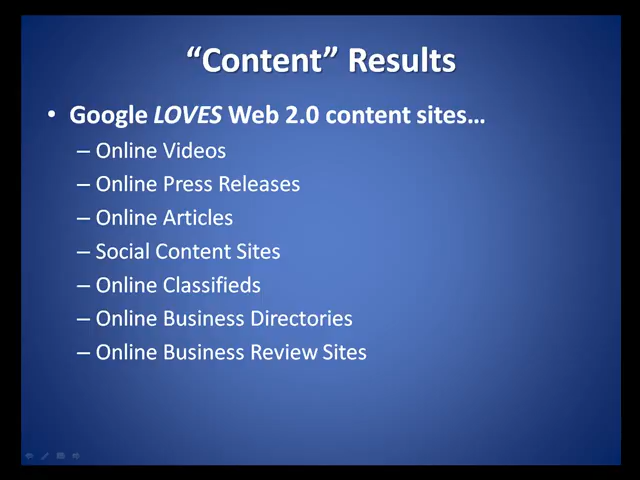 “Content” Results
• Google LOVES Web 2.0 content sites…
– Online Videos
– Online Press Releases
– Online Articles
– Social Content Sites
– Online Classifieds
– Online Business Directories
– Online Business Review Sites